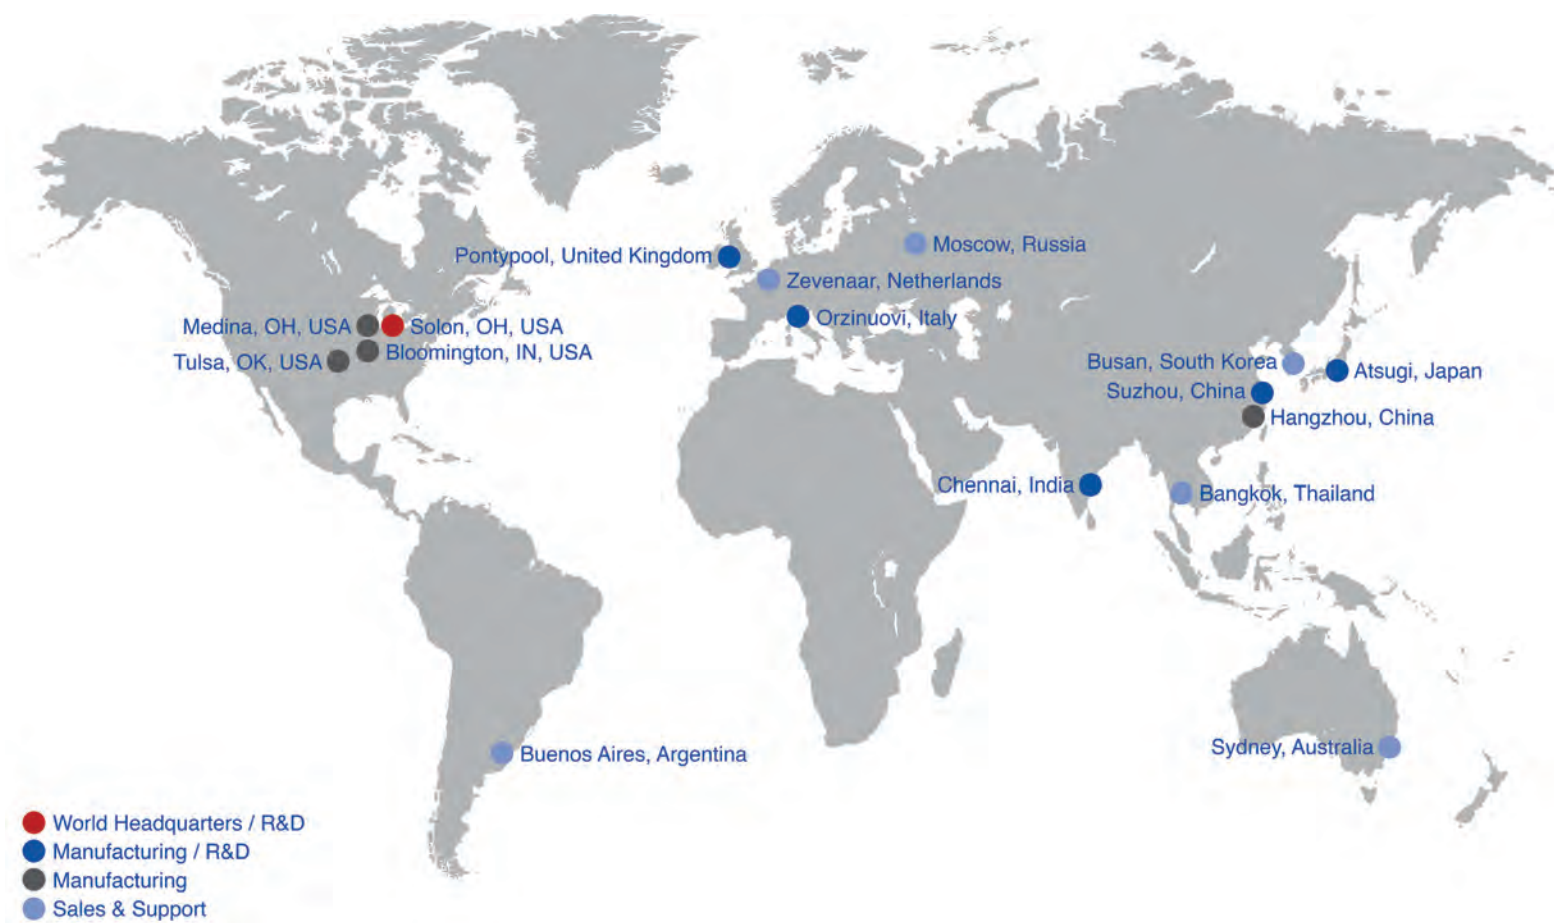 Pontypool, United Kingdom
Moscow, Russia
Zevenaar, Netherlands
Orzinuovi, Italy
Medina, OH, USA
Solon, OH, USA
Bloomington, IN, USA
Tulsa, OK, USA
Busan, South Korea
Atsugi, Japan
Suzhou, China
Hangzhou, China
Chennai, India
Bangkok, Thailand
Buenos Aires, Argentina
Sydney, Australia
World Headquarters / R&D
Manufacturing / R&D
Manufacturing
Sales & Support